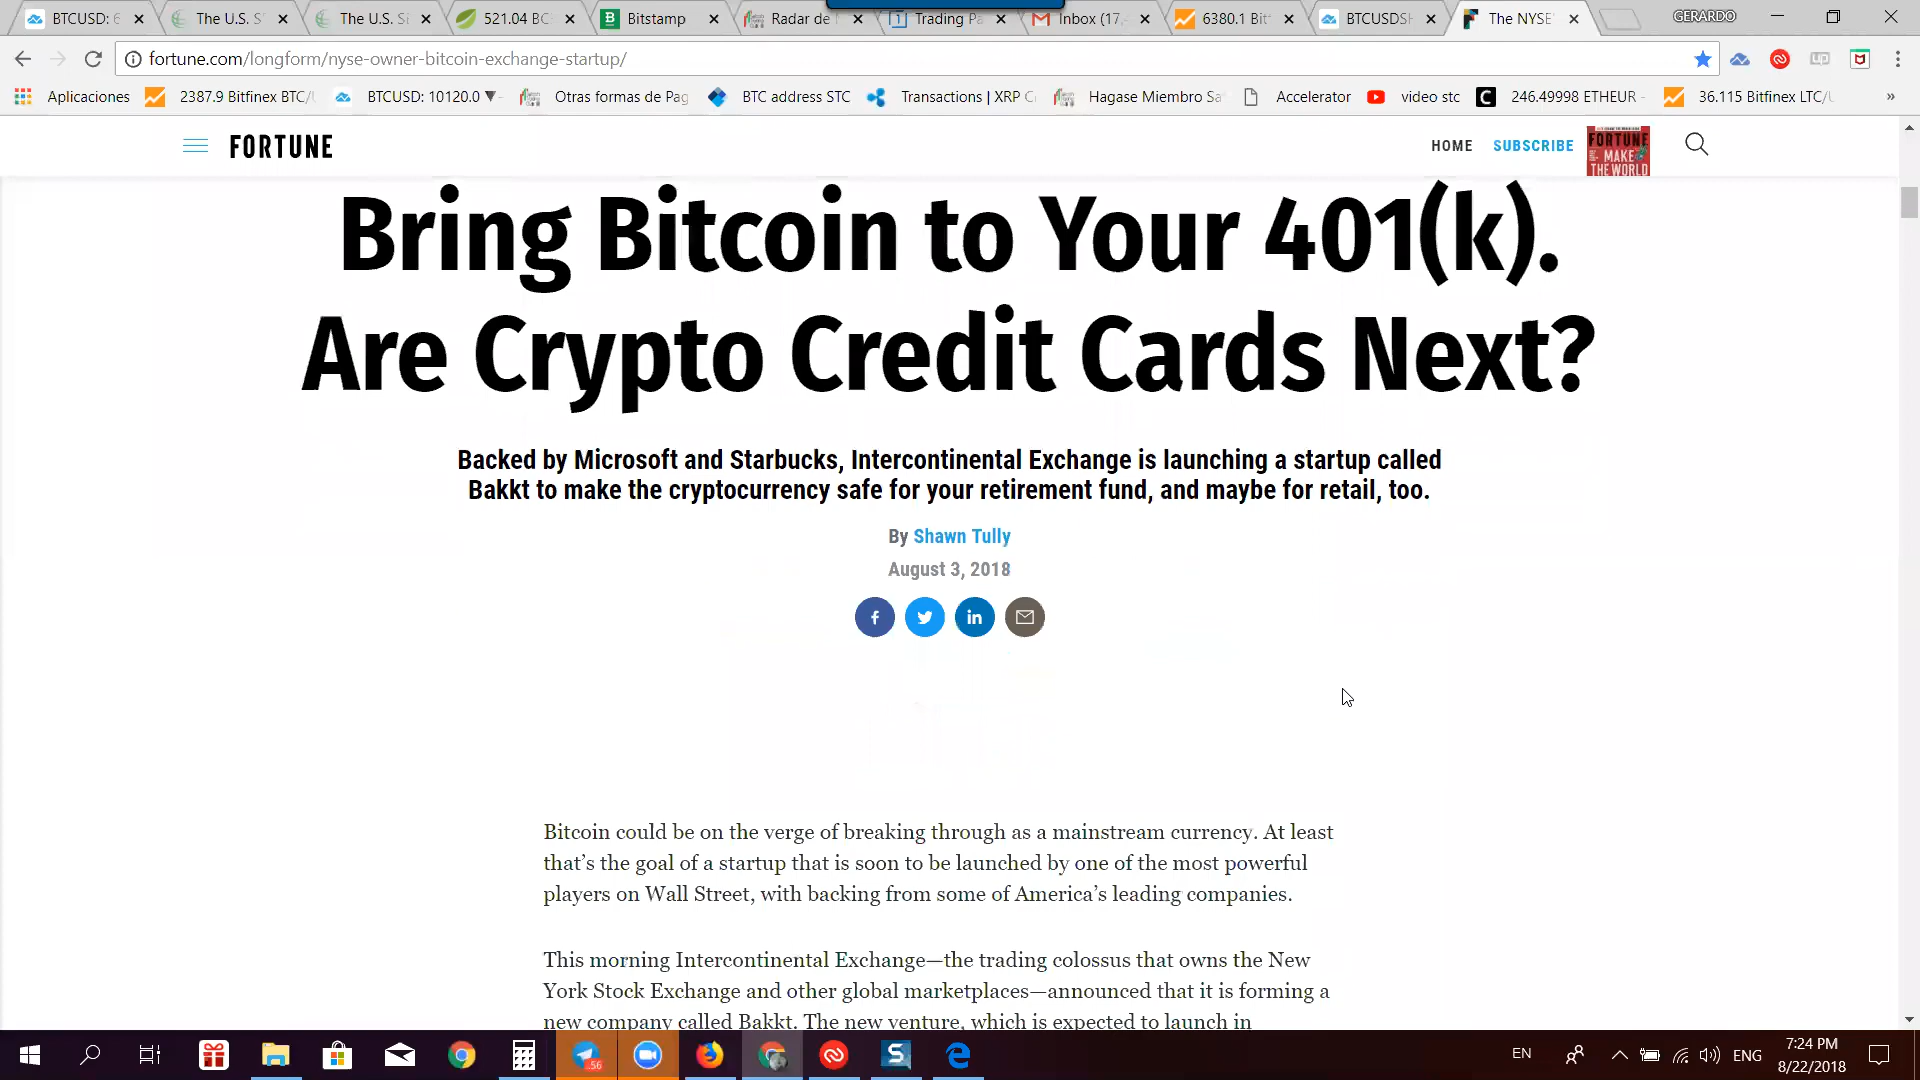 BTCUSD: 6
The U.S. S
The U.S. Si
521.04 BC
Bitstamp
Radar de
Trading Pa
Inbox (17,
6380.1 Bit
BTCUSDSH
The NYSE
GERARDO
fortune.com/longform/nyse-owner-bitcoin-exchange-startup/
Aplicaciones
2387.9 Bitfinex BTC/U
BTCUSD: 10120.0 ▼ -
Otras formas de Pag
BTC address STC
Transactions | XRP C
Hagase Miembro Sa
Accelerator
video stc
246.49998 ETHEUR -
36.115 Bitfinex LTC/U
»
FORTUNE
HOME
SUBSCRIBE
FORTUNE
MAKE
THE WORLD
Bring Bitcoin to Your 401(k).
Are Crypto Credit Cards Next?
Backed by Microsoft and Starbucks, Intercontinental Exchange is launching a startup called
Bakkt to make the cryptocurrency safe for your retirement fund, and maybe for retail, too.
By Shawn Tully
August 3, 2018
Bitcoin could be on the verge of breaking through as a mainstream currency. At least
that’s the goal of a startup that is soon to be launched by one of the most powerful
players on Wall Street, with backing from some of America’s leading companies.
This morning Intercontinental Exchange—the trading colossus that owns the New
York Stock Exchange and other global marketplaces—announced that it is forming a
new company called Bakkt. The new venture, which is expected to launch in
EN
ENG
7:24 PM
8/22/2018